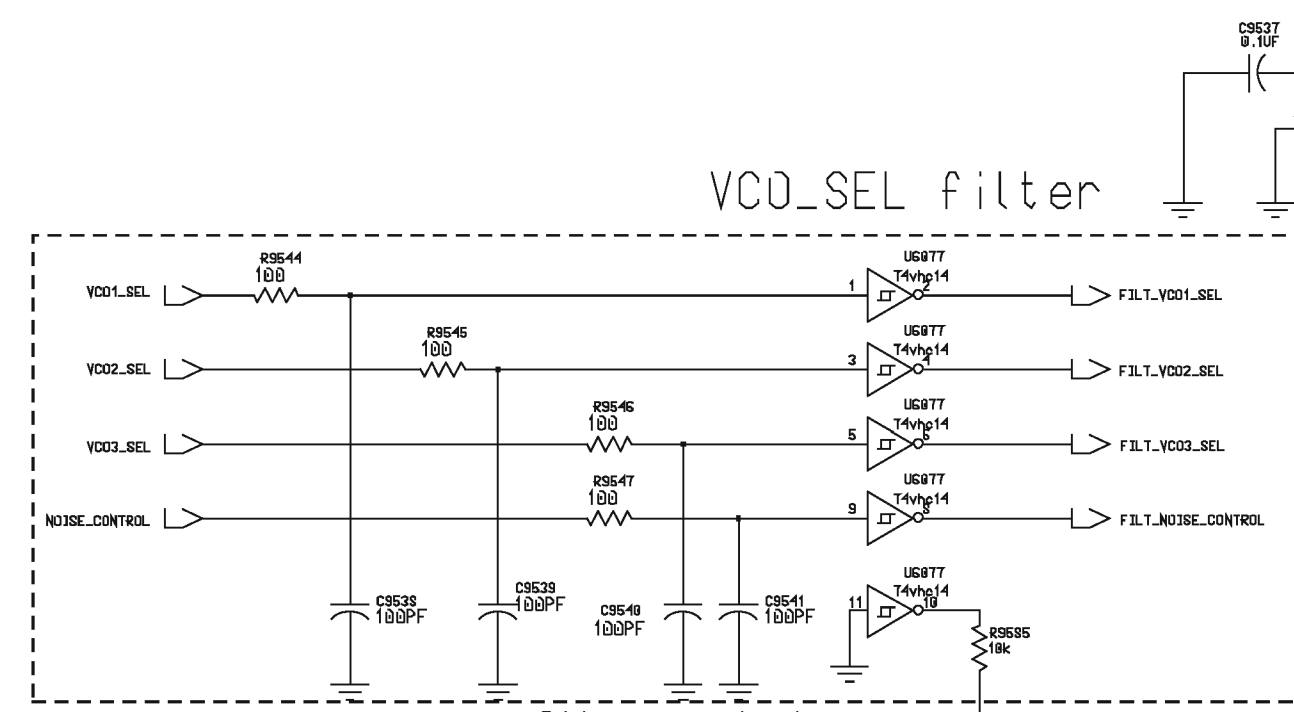 C9537
0.1UF
VCO_SEL filter
R9544
100
U6077
T4vhc14
VCO1_SEL
1
2
FILT_VCO1_SEL
R9545
100
U6077
T4vhc14
VCO2_SEL
3
4
FILT_VCO2_SEL
R9546
100
U6077
T4vhc14
VCO3_SEL
5
6
FILT_VCO3_SEL
R9547
100
U6077
T4vhc14
NOISE_CONTROL
9
8
FILT_NOISE_CONTROL
U6077
T4vhc14
11
10
C9538
100PF
C9539
100PF
C9540
100PF
C9541
100PF
R9585
10k